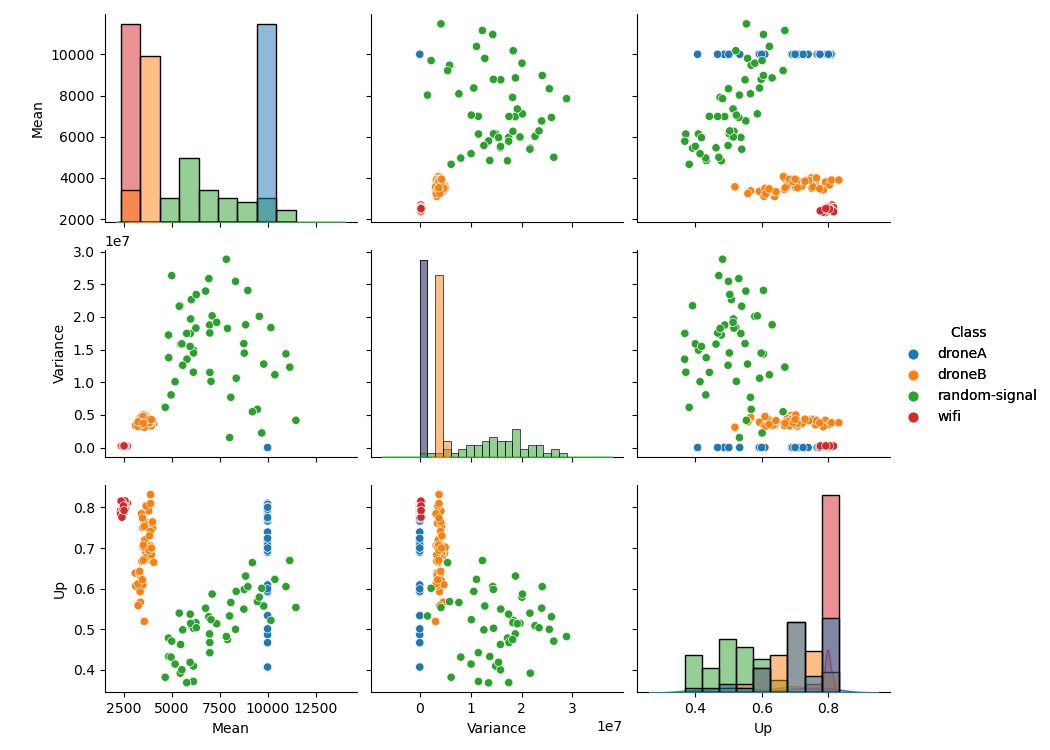 Mean
10000
8000
6000
4000
2000
1e7
Variance
3.0
2.5
2.0
1.5
1.0
0.5
0.0
Class
droneA
droneB
random-signal
wifi
Up
0.8
0.7
0.6
0.5
0.4
2500 5000 7500 10000 12500
0 1 2 3
0.4 0.6 0.8
1e7
Mean Variance Up